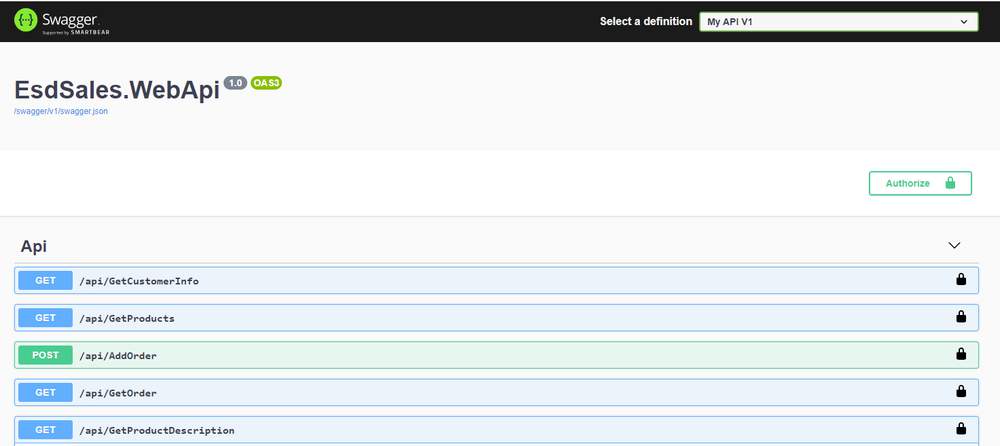 {···} Swagger
Supported by SMARTBEAR
Select a definition
My API V1
EsdSales.WebApi 1.0 OAS3
/swagger/v1/swagger.json
Authorize
Api
GET /api/GetCustomerInfo
GET /api/GetProducts
POST /api/AddOrder
GET /api/GetOrder
GET /api/GetProductDescription